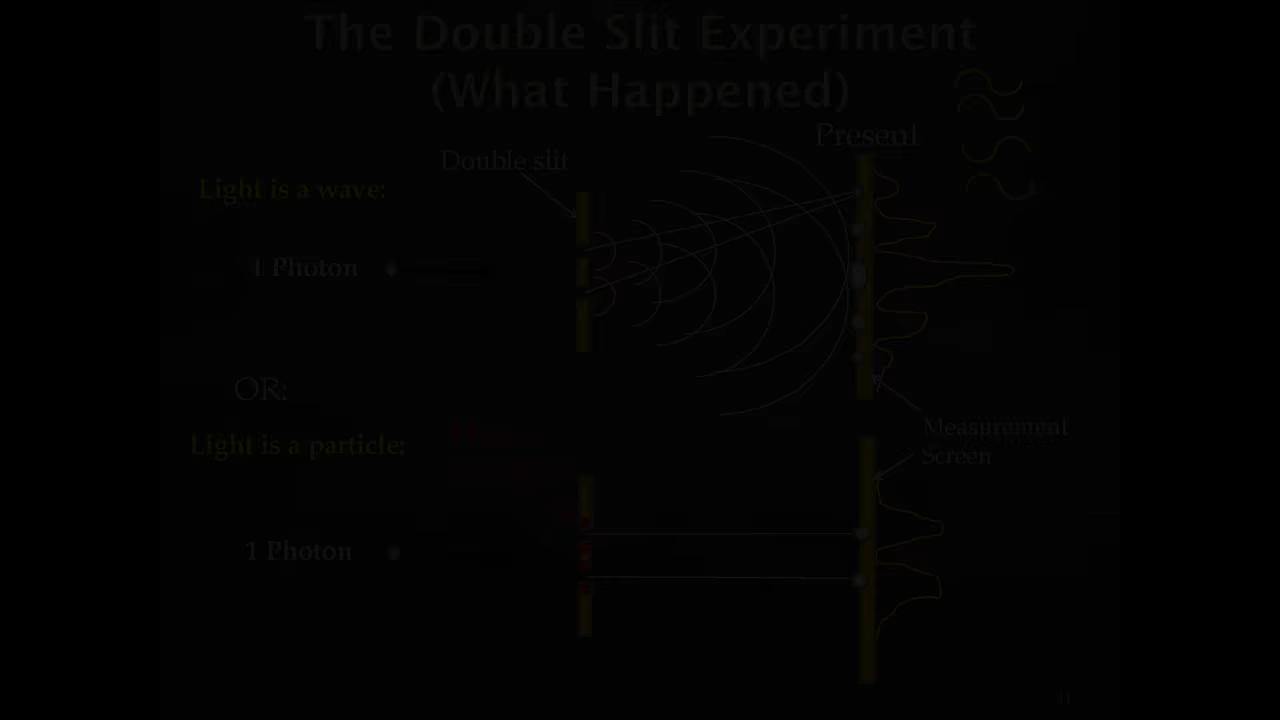 The Double Slit Experiment
(What Happened)
Present
Double slit
Light is a wave:
1 Photon
OR:
Measurement
Screen
Light is a particle:
1 Photon
11